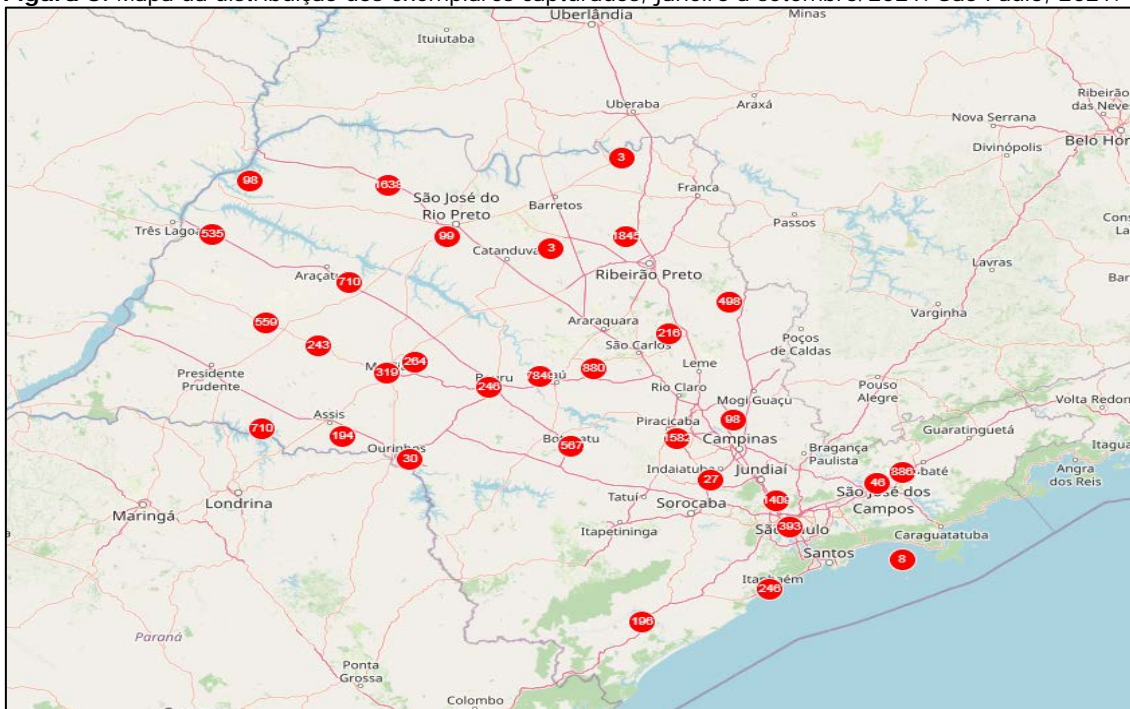 Uberlândia
Ituiutaba
Uberaba
Araxá
Ribeirão
das Neves
Nova Serrana
Belo Hor
Divinópolis
3
98
1638
Franca
São José do
Rio Preto
Barretos
Passos
Três Lagoas
535
99
Catanduva
3
1845
Ribeirão Preto
Lavras
Araçatuba
710
498
Varginha
559
Araraquara
216
Poços
de Caldas
243
São Carlos
264
Leme
319
880
Presidente
Prudente
246
Rio Claro
Pouso
Alegre
Mogi Guaçu
Volta Redon
Assis
98
Guaratinguetá
710
194
Piracicaba
1582
Campinas
Ourinhos
30
567
Bragança
Paulista
Itagua
Indaiatuba
Jundiaí
886
Angra
dos Reis
27
46
São José dos
Campos
Londrina
Tatuí
Maringá
Sorocaba
1409
Itapetininga
393
São Paulo
Caraguatatuba
Santos
8
Itanhaém
246
196
Paraná
Ponta
Grossa
Colombo